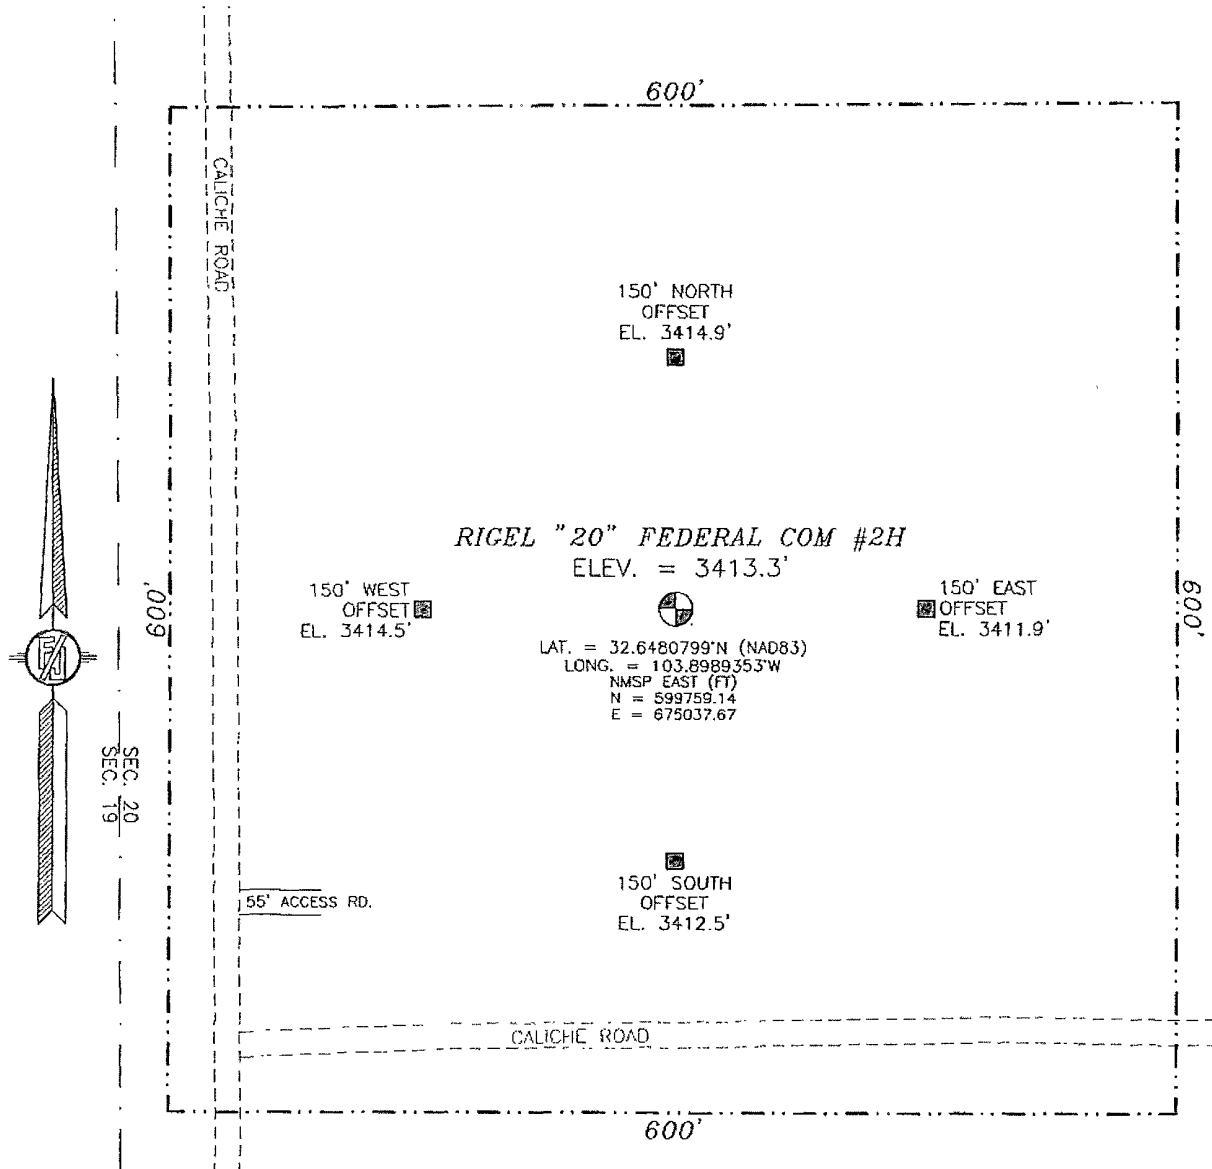 600'
CALICHE ROAD
150' NORTH
OFFSET
EL. 3414.9'
RIGEL "20" FEDERAL COM #2H
ELEV. = 3413.3'
150' WEST
OFFSET
EL. 3414.5'
150' EAST
OFFSET
EL. 3411.9'
600'
600'
LAT. = 32.6480799°N (NAD83)
LONG. = 103.8989353°W
NMSP EAST (FT)
N = 599759.14
E = 675037.67
SEC. 20
SEC. 19
150' SOUTH
OFFSET
EL. 3412.5'
55' ACCESS RD.
CALICHE ROAD
600'